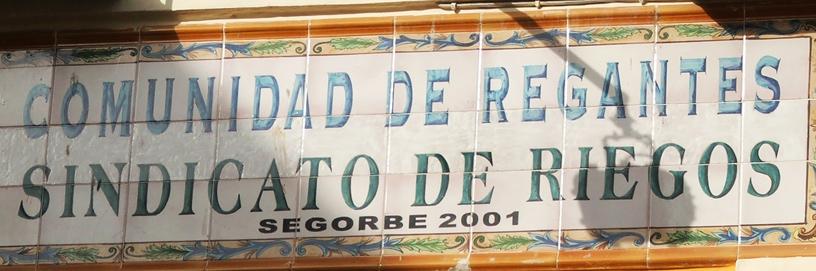 COMUNIDAD DE REGANTES
SINDICATO DE RIEGOS
SEGORBE 2001